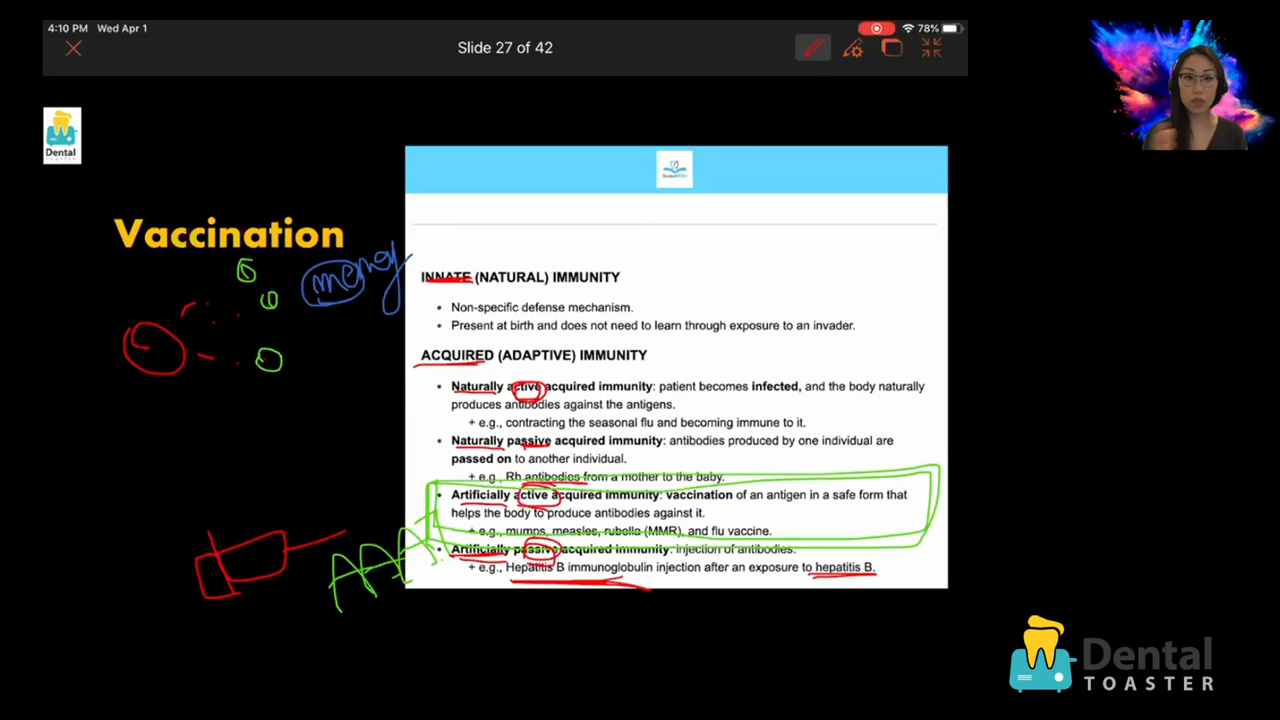 4:10 PM Wed Apr 1
78%
Slide 27 of 42
Dental
TOASTER
Vaccination
memory
INNATE (NATURAL) IMMUNITY
• Non-specific defense mechanism.
• Present at birth and does not need to learn through exposure to an invader.
ACQUIRED (ADAPTIVE) IMMUNITY
• Naturally active acquired immunity: patient becomes infected, and the body naturally
produces antibodies against the antigens.
+ e.g., contracting the seasonal flu and becoming immune to it.
• Naturally passive acquired immunity: antibodies produced by one individual are
passed on to another individual.
+ e.g., Rh antibodies from a mother to the baby.
• Artificially active acquired immunity: vaccination of an antigen in a safe form that
helps the body to produce antibodies against it.
+ e.g., mumps, measles, rubella (MMR), and flu vaccine.
• Artificially passive acquired immunity: injection of antibodies.
+ e.g., Hepatitis B immunoglobulin injection after an exposure to hepatitis B.
AAA
Dental
TOASTER